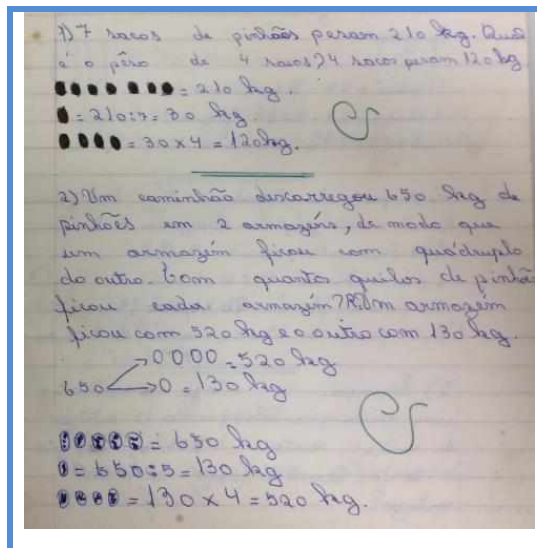 1) 7 sacos de pinhões pesam 210 kg. Qual
é o pêso de 4 sacos? 4 sacos pesam 120 kg
= 210 kg.
= 210:7 = 30 kg.
= 30 x 4 = 120 kg.
2) Um caminhão descarregou 650 kg de
pinhões em 2 armazéns, de modo que
um armazém ficou com quádruplo
do outro. Com quantos quilos de pinhão
ficou cada armazém? R. Um armazém
ficou com 520 kg e o outro com 130 kg.
0000 = 520 kg
650 0 = 130 kg
= 650 kg
= 650:5 = 130 kg
= 130 x 4 = 520 kg.